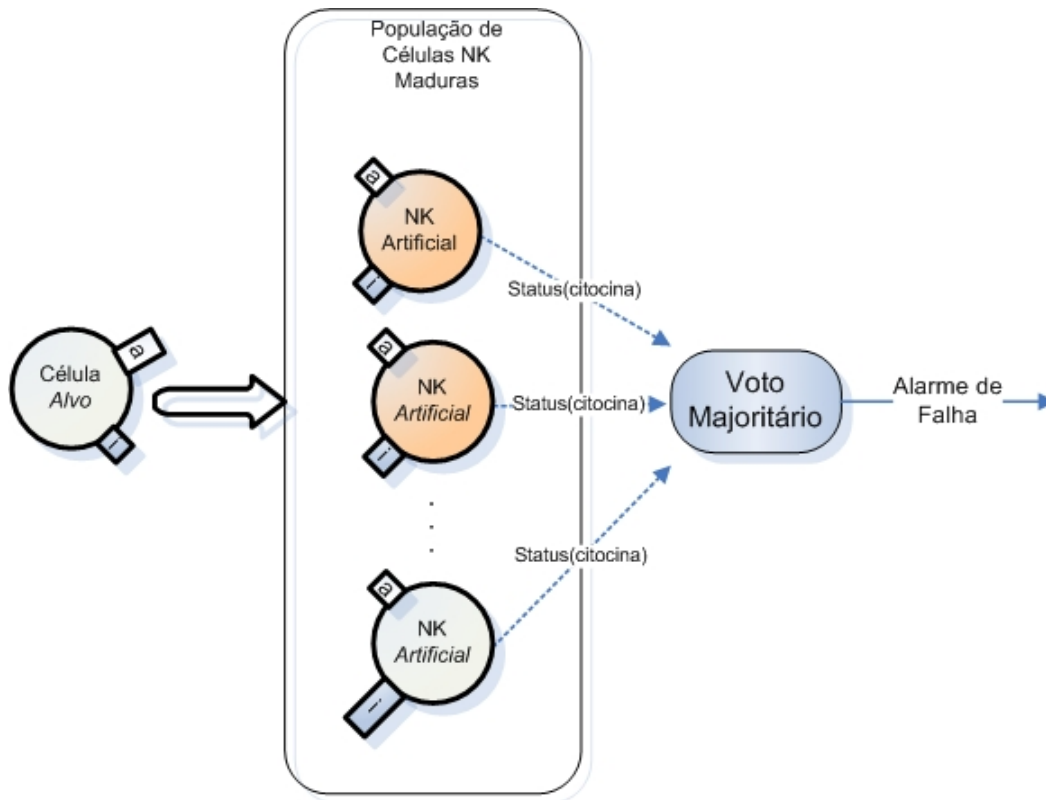 População de
Células NK
Maduras
a
NK
Artificial
i
Status(citocina)
Célula
Alvo
a
i
a
NK
Artificial
i
Status(citocina)
Voto
Majoritário
Alarme de
Falha
Status(citocina)
a
NK
Artificial
i